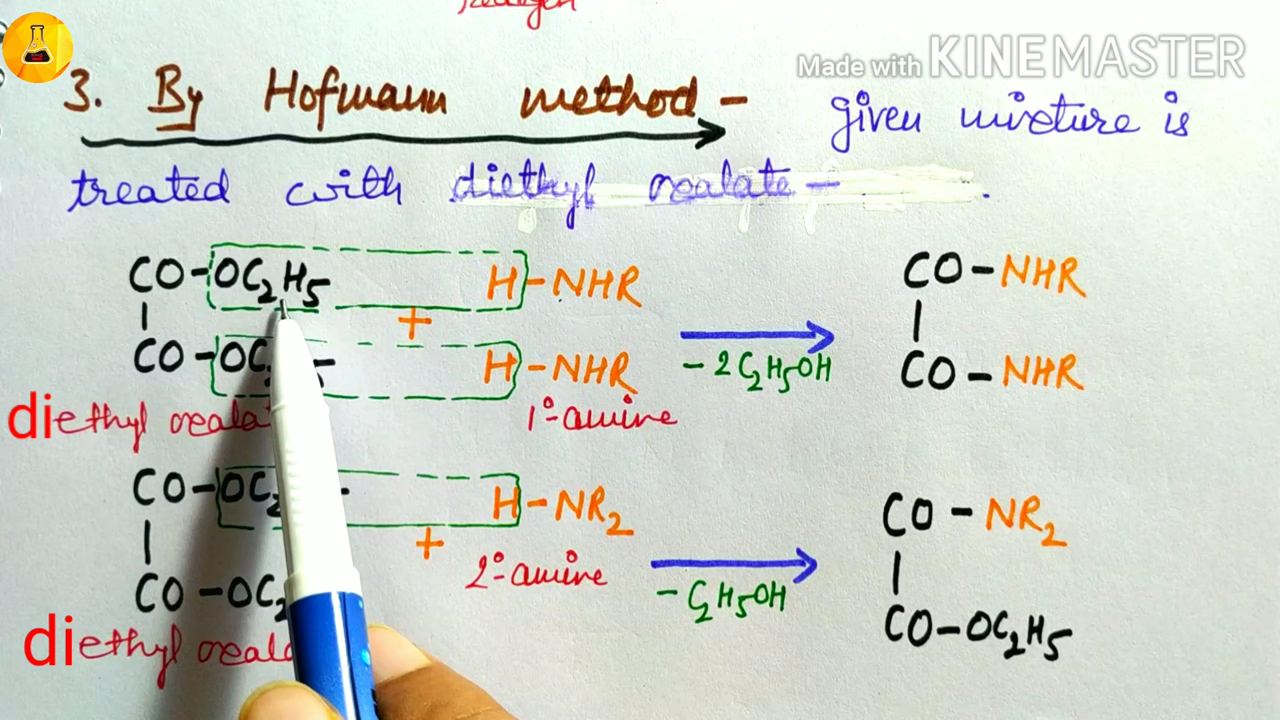 Made with KINEMASTER
3. By Hofmann method - given mixture is
treated with diethyl oxalate - .
CO-OC₂H₅ H-NHR CO-NHR
+
CO-OC H-NHR - 2C₂H₅OH CO-NHR
diethyl 1°-amine
CO-OC H-NR₂ CO-NR₂
+
2°-amine
CO-OC₂ - C₂H₅OH CO-OC₂H₅
diethyl